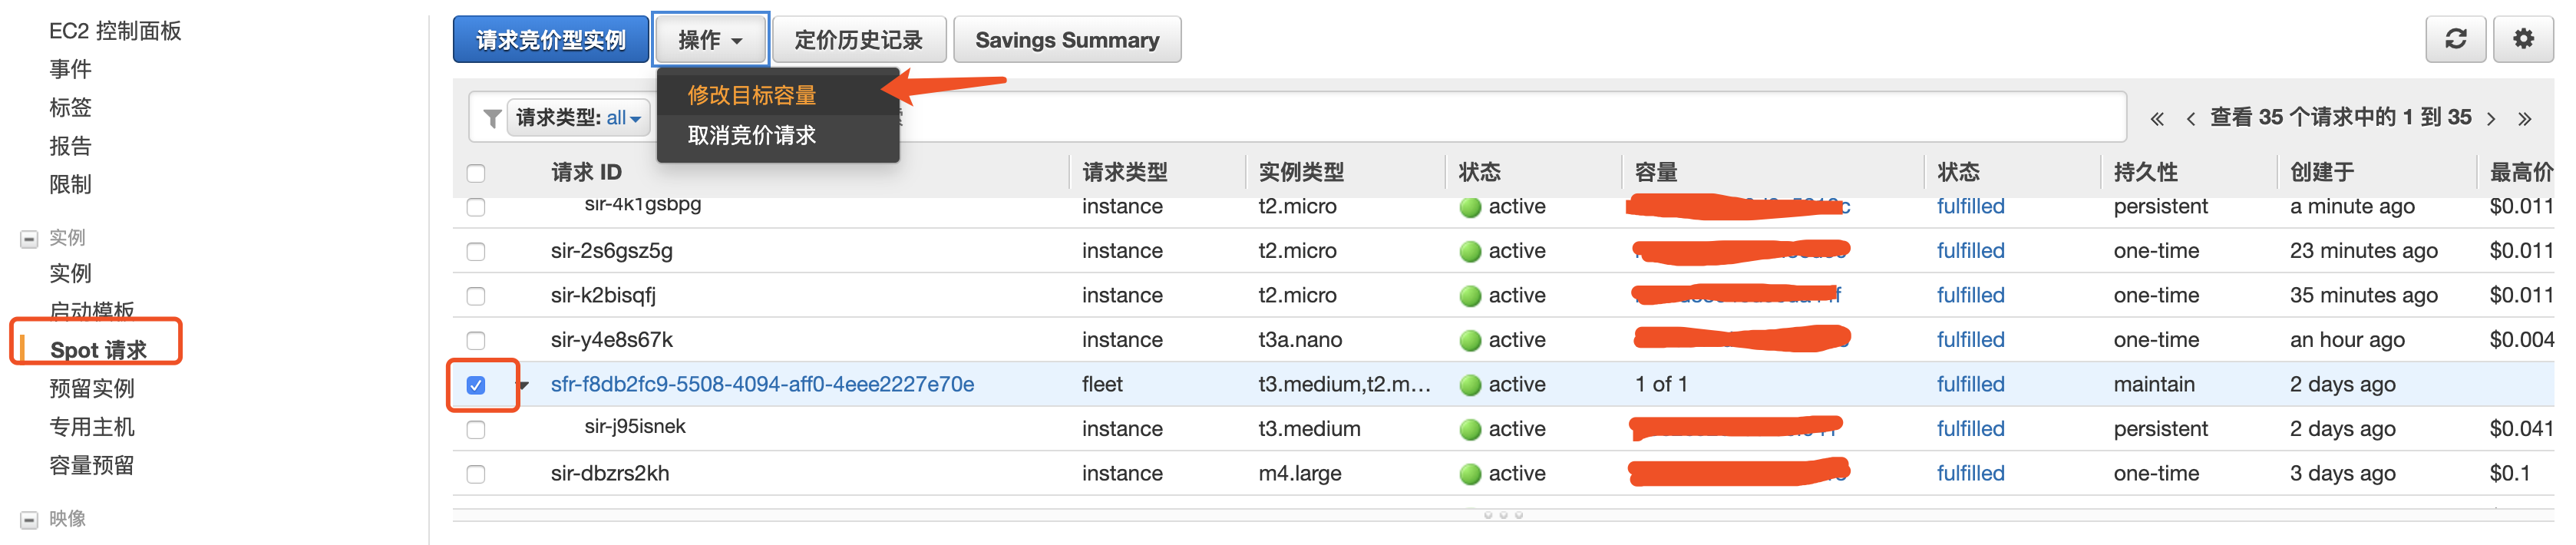 EC2 控制面板
事件
标签
报告
限制
实例
实例
启动模板
Spot 请求
预留实例
专用主机
容量预留
映像
请求竞价型实例 操作 定价历史记录 Savings Summary
修改目标容量
取消竞价请求
请求类型: all
查看 35 个请求中的 1 到 35
请求 ID 请求类型 实例类型 状态 容量 状态 持久性 创建于 最高价
sir-4k1gsbpg instance t2.micro active fulfilled persistent a minute ago $0.011
sir-2s6gsz5g instance t2.micro active fulfilled one-time 23 minutes ago $0.011
sir-k2bisqfj instance t2.micro active fulfilled one-time 35 minutes ago $0.011
sir-y4e8s67k instance t3a.nano active fulfilled one-time an hour ago $0.004
sfr-f8db2fc9-5508-4094-aff0-4eee2227e70e fleet t3.medium,t2.m... active 1 of 1 fulfilled maintain 2 days ago
sir-j95isnek instance t3.medium active fulfilled persistent 2 days ago $0.041
sir-dbzrs2kh instance m4.large active fulfilled one-time 3 days ago $0.1